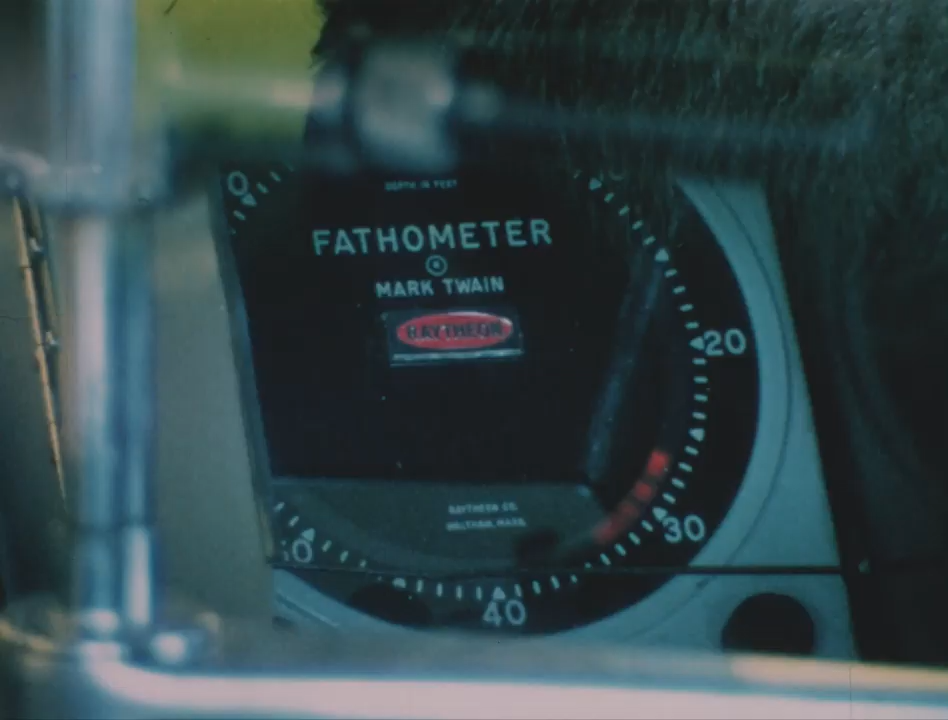 0
DEPTH IN FEET
FATHOMETER
MARK TWAIN
RAYTHEON
20
30
RAYTHEON CO.
WALTHAM, MASS.
40